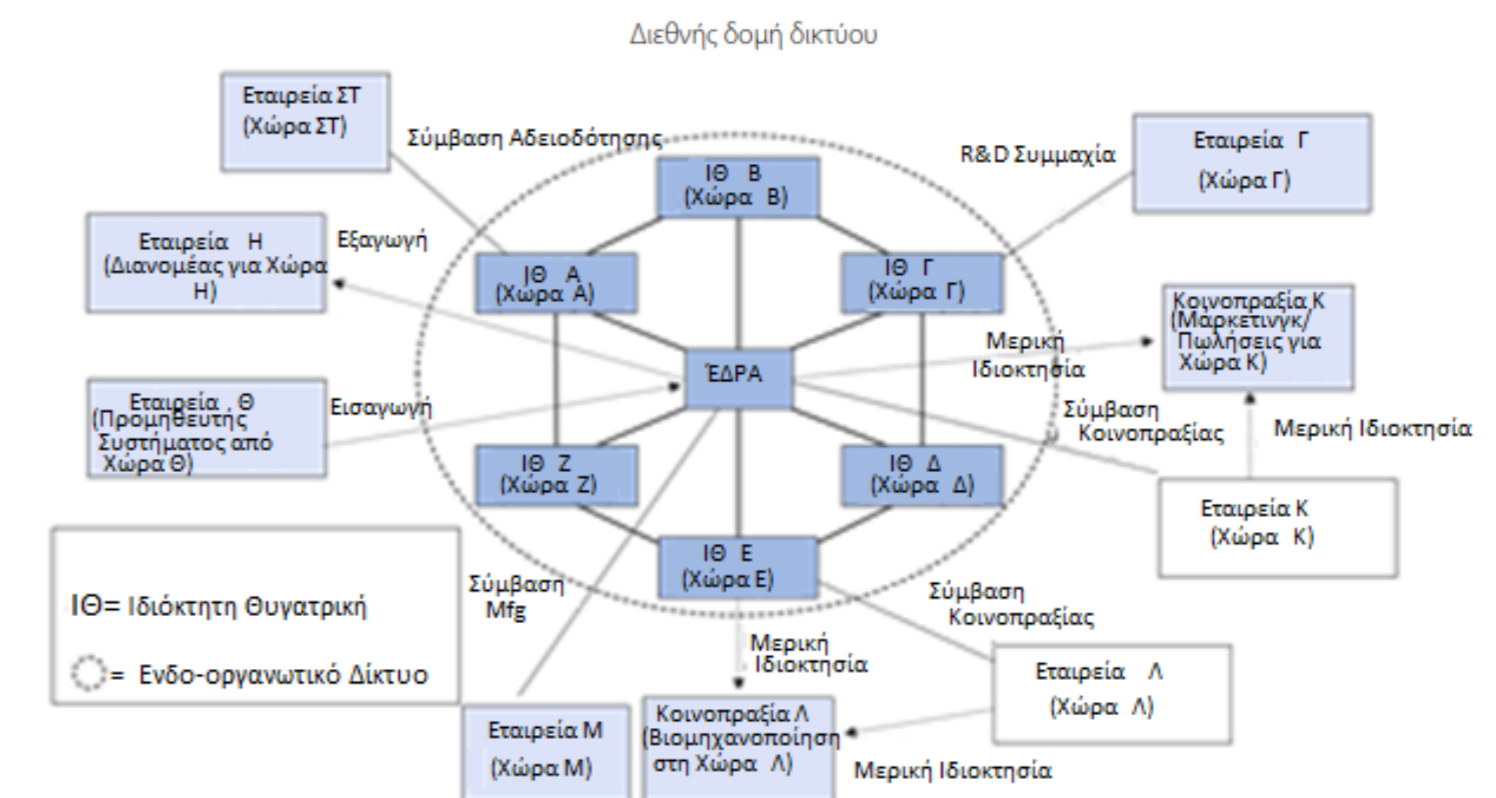 Διεθνής δομή δικτύου
Εταιρεία ΣΤ
(Χώρα ΣΤ)
Σύμβαση Αδειοδότησης
ΙΘ Β
(Χώρα Β)
R&D Συμμαχία
Εταιρεία Γ
(Χώρα Γ)
Εταιρεία Η
(Διανομέας για Χώρα
Η)
Εξαγωγή
ΙΘ Α
(Χώρα Α)
ΙΘ Γ
(Χώρα Γ)
Κοινοπραξία Κ
(Μαρκετινγκ/
Πωλήσεις για
Χώρα Κ)
Μερική
Ιδιοκτησία
ΈΔΡΑ
Εταιρεία Θ
(Προμηθευτής
Συστήματος από
Χώρα Θ)
Εισαγωγή
Σύμβαση
Κοινοπραξίας
Μερική Ιδιοκτησία
ΙΘ Ζ
(Χώρα Ζ)
ΙΘ Δ
(Χώρα Δ)
Εταιρεία Κ
(Χώρα Κ)
ΙΘ Ε
(Χώρα Ε)
ΙΘ= Ιδιόκτητη Θυγατρική
= Ενδο-οργανωτικό Δίκτυο
Σύμβαση
Mfg
Σύμβαση
Κοινοπραξίας
Μερική
Ιδιοκτησία
Εταιρεία Λ
(Χώρα Λ)
Εταιρεία Μ
(Χώρα Μ)
Κοινοπραξία Λ
(Βιομηχανοποίηση
στη Χώρα Λ)
Μερική Ιδιοκτησία